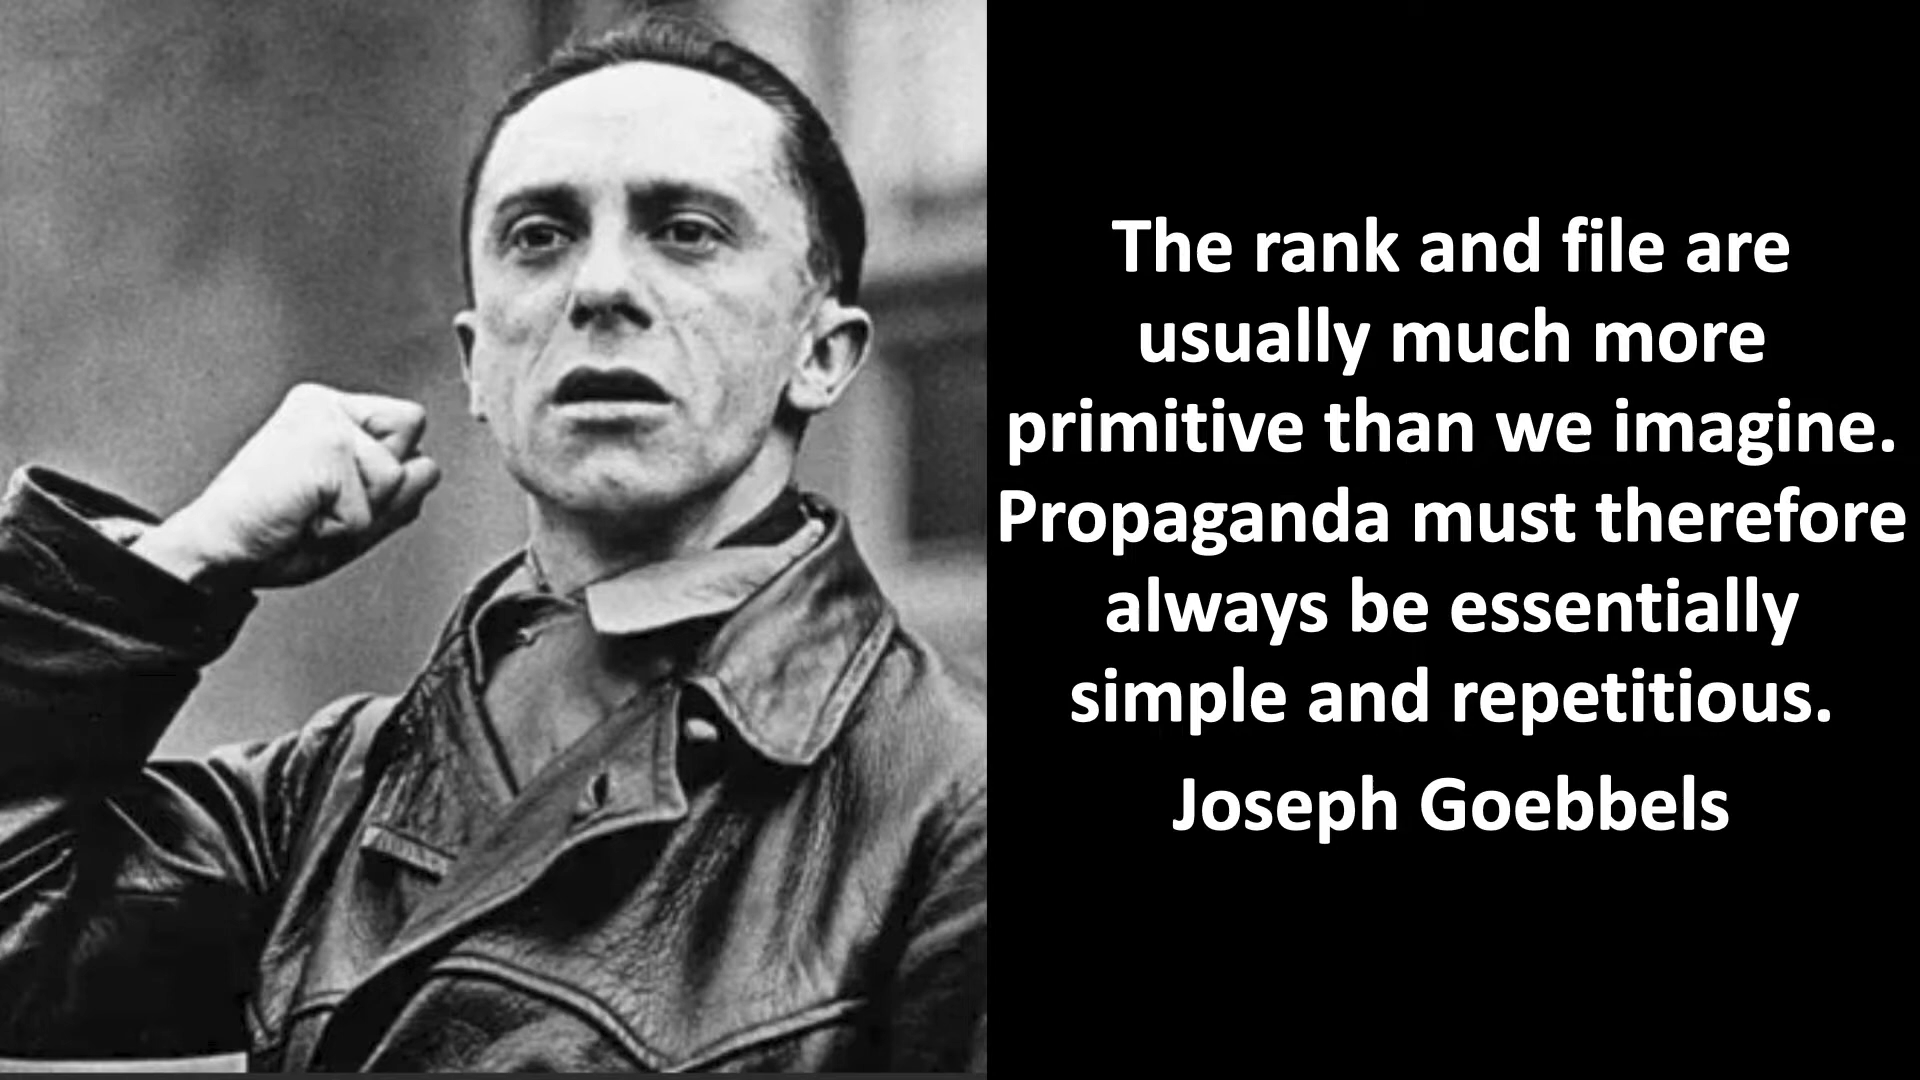 The rank and file are
usually much more
primitive than we imagine.
Propaganda must therefore
always be essentially
simple and repetitious.
Joseph Goebbels